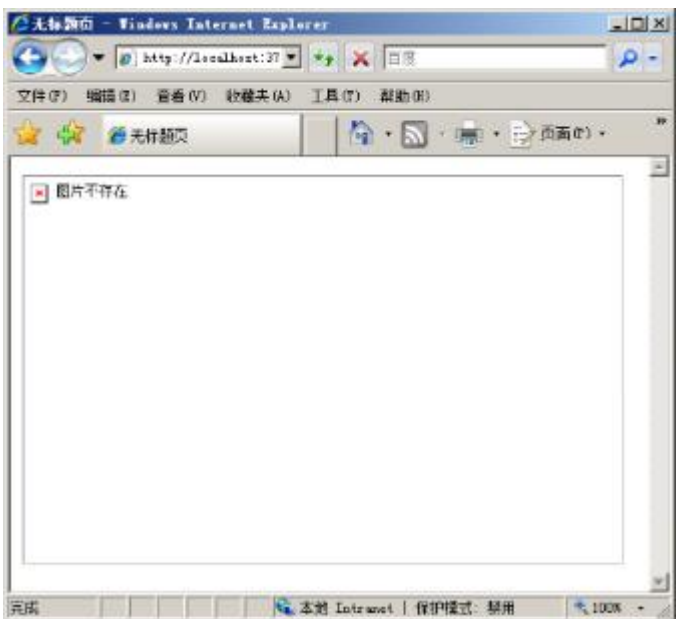 无标题页 - Windows Internet Explorer
http://localhost:37 百度
文件(F) 编辑(E) 查看(V) 收藏夹(A) 工具(T) 帮助(H)
无标题页 页面(P)
图片不存在
完成 本地 Intranet | 保护模式: 禁用 100%